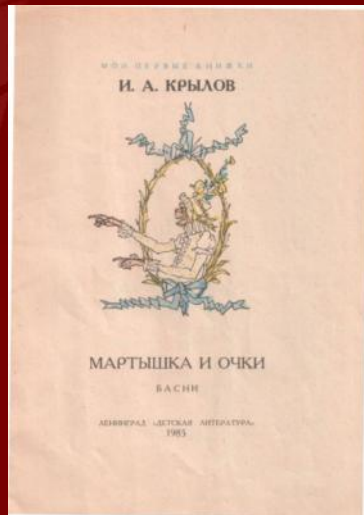 МОИ ПЕРВЫЕ КНИЖКИ
И. А. КРЫЛОВ
МАРТЫШКА И ОЧКИ
БАСНИ
ЛЕНИНГРАД «ДЕТСКАЯ ЛИТЕРАТУРА»
1983